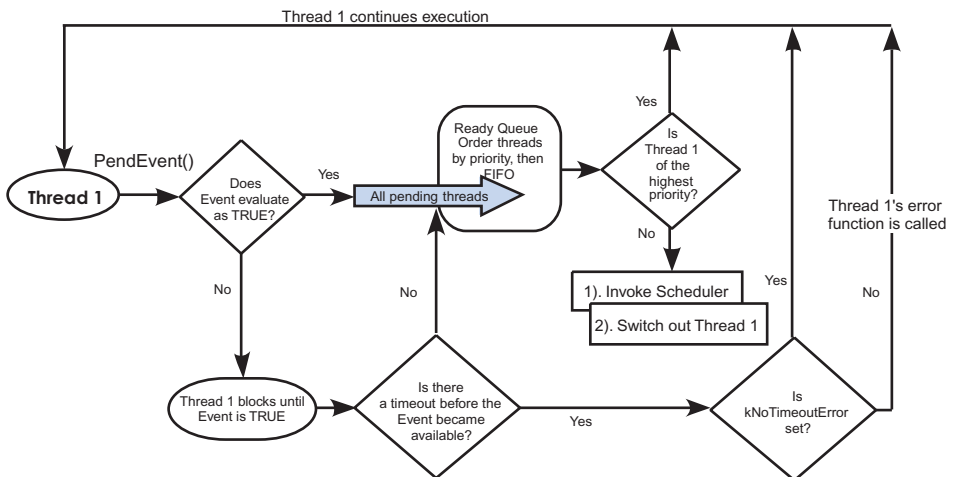 Thread 1 continues execution
PendEvent()
Thread 1
Does
Event evaluate
as TRUE?
Yes
All pending threads
Ready Queue
Order threads
by priority, then
FIFO
Yes
Is
Thread 1
of the
highest
priority?
No
1). Invoke Scheduler
2). Switch out Thread 1
Thread 1's error
function is called
No
Thread 1 blocks until
Event is TRUE
No
Is there
a timeout before the
Event became
available?
Yes
Yes
Is
kNoTimeoutError
set?
No